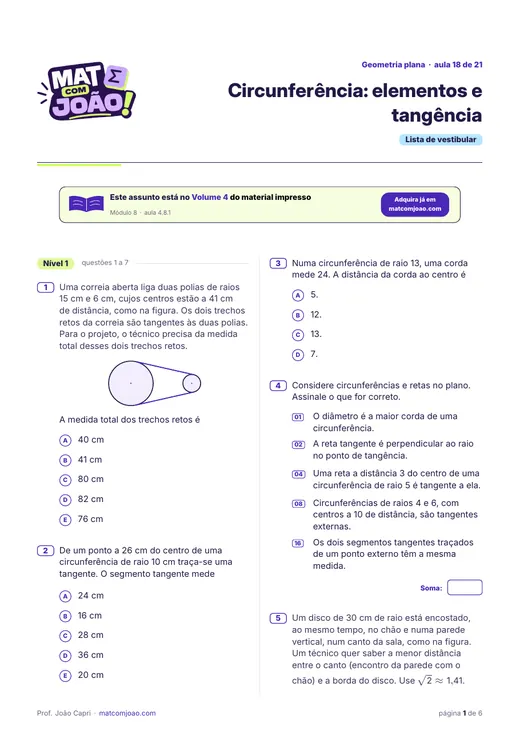 MAT Σ
COM
JOÃO!
Geometria plana · aula 18 de 21
Circunferência: elementos e
tangência
Lista de vestibular
Este assunto está no Volume 4 do material impresso
Módulo 8 · aula 4.8.1
Adquira já em
matcomjoao.com
Nível 1 questões 1 a 7
1 Uma correia aberta liga duas polias de raios
15 cm e 6 cm, cujos centros estão a 41 cm
de distância, como na figura. Os dois trechos
retos da correia são tangentes às duas polias.
Para o projeto, o técnico precisa da medida
total desses dois trechos retos.
A medida total dos trechos retos é
A 40 cm
B 41 cm
C 80 cm
D 82 cm
E 76 cm
2 De um ponto a 26 cm do centro de uma
circunferência de raio 10 cm traça-se uma
tangente. O segmento tangente mede
A 24 cm
B 16 cm
C 28 cm
D 36 cm
E 20 cm
3 Numa circunferência de raio 13, uma corda
mede 24. A distância da corda ao centro é
A 5.
B 12.
C 13.
D 7.
4 Considere circunferências e retas no plano.
Assinale o que for correto.
01 O diâmetro é a maior corda de uma
circunferência.
02 A reta tangente é perpendicular ao raio
no ponto de tangência.
04 Uma reta a distância 3 do centro de uma
circunferência de raio 5 é tangente a ela.
08 Circunferências de raios 4 e 6, com
centros a 10 de distância, são tangentes
externas.
16 Os dois segmentos tangentes traçados
de um ponto externo têm a mesma
medida.
Soma:
5 Um disco de 30 cm de raio está encostado,
ao mesmo tempo, no chão e numa parede
vertical, num canto da sala, como na figura.
Um técnico quer saber a menor distância
entre o canto (encontro da parede com o
chão) e a borda do disco. Use √2 ≈ 1,41.
Prof. João Capri · matcomjoao.com
página 1 de 6